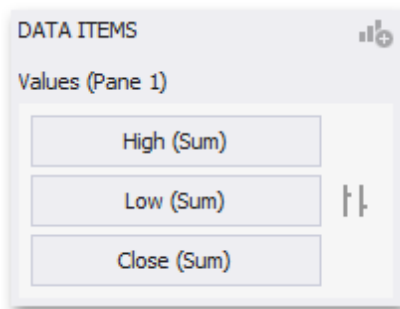 DATA ITEMS
Values (Pane 1)
High (Sum)
Low (Sum)
Close (Sum)